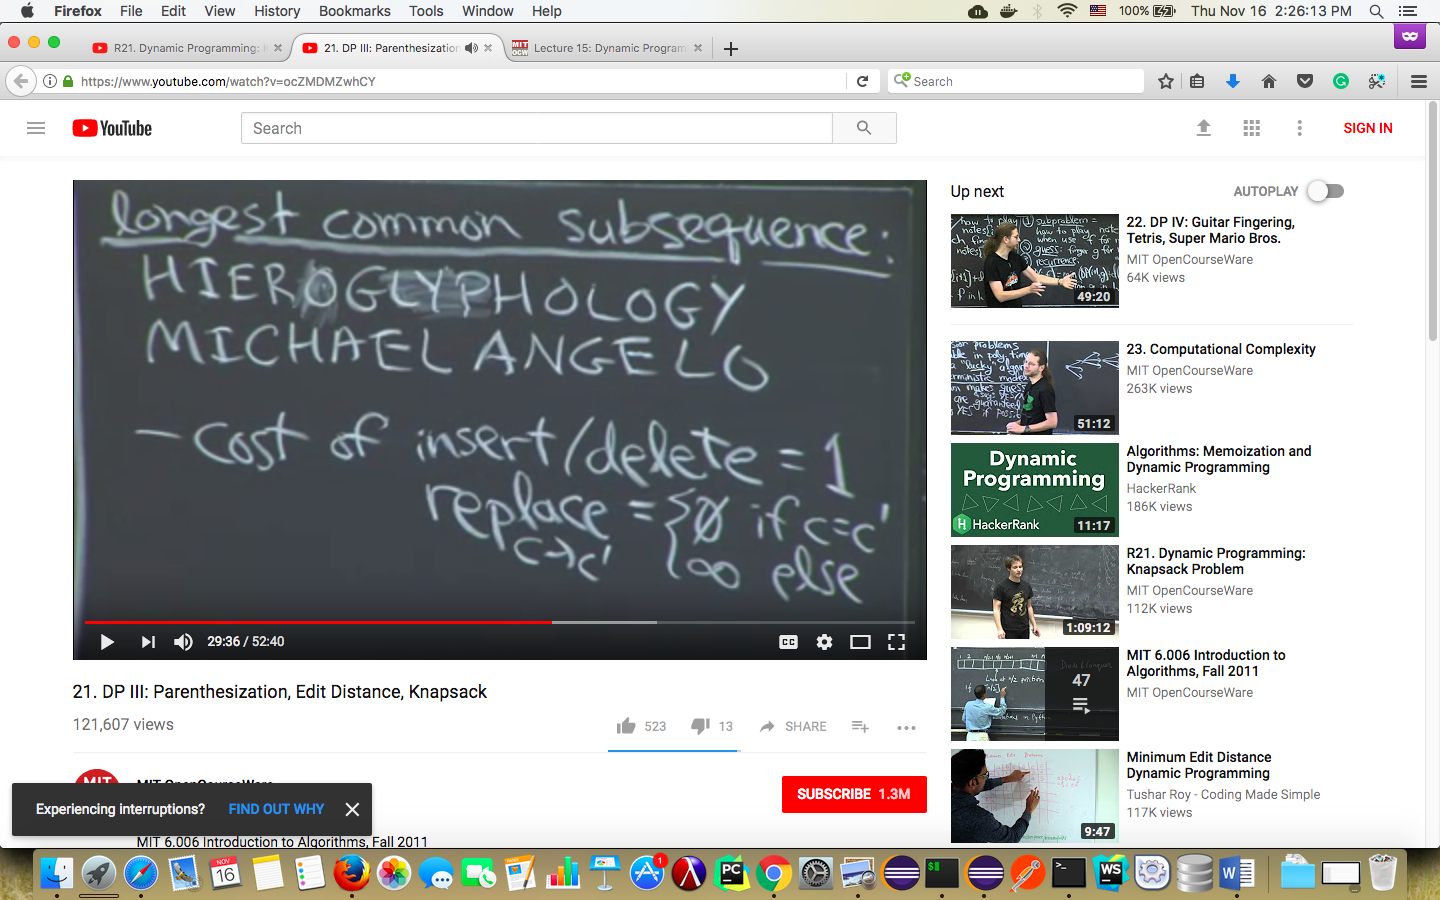 Firefox File Edit View History Bookmarks Tools Window Help 100% Thu Nov 16 2:26:13 PM
R21. Dynamic Programming: 21. DP III: Parenthesization MIT OCW Lecture 15: Dynamic Program
https://www.youtube.com/watch?v=ocZMDMZwhCY Search
YouTube Search SIGN IN
longest common subsequence:
HIEROGLYPHOLOGY
MICHAELANGELO
- cost of insert/delete = 1
replace = { 0 if c=c'
c→c' ∞ else
29:36 / 52:40 CC
21. DP III: Parenthesization, Edit Distance, Knapsack
121,607 views
523 13 SHARE
MIT OpenCourseWare
SUBSCRIBE 1.3M
Experiencing interruptions? FIND OUT WHY
MIT 6.006 Introduction to Algorithms, Fall 2011
Up next AUTOPLAY
22. DP IV: Guitar Fingering,
Tetris, Super Mario Bros.
MIT OpenCourseWare
64K views
49:20
23. Computational Complexity
MIT OpenCourseWare
263K views
51:12
Dynamic
Programming
HackerRank
11:17
Algorithms: Memoization and
Dynamic Programming
HackerRank
186K views
R21. Dynamic Programming:
Knapsack Problem
MIT OpenCourseWare
112K views
1:09:12
47
MIT 6.006 Introduction to
Algorithms, Fall 2011
MIT OpenCourseWare
Minimum Edit Distance
Dynamic Programming
Tushar Roy - Coding Made Simple
117K views
9:47
NOV
16
1
PC
WS
W